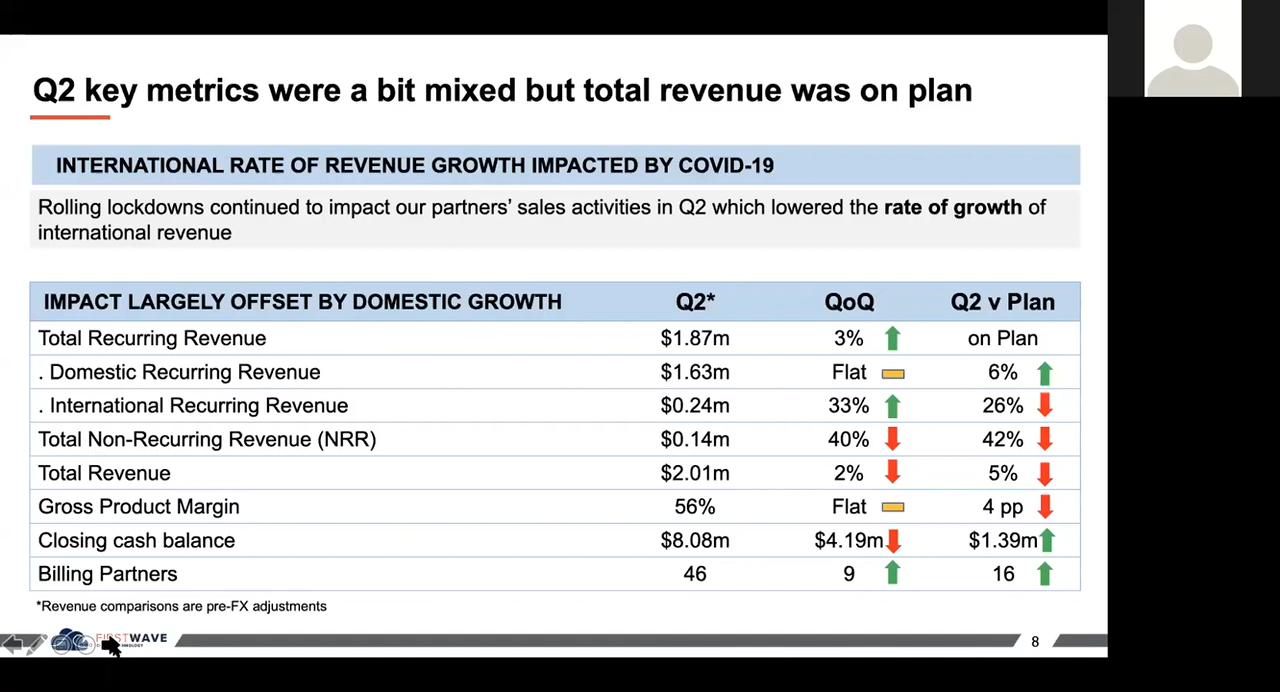 Q2 key metrics were a bit mixed but total revenue was on plan
INTERNATIONAL RATE OF REVENUE GROWTH IMPACTED BY COVID-19
Rolling lockdowns continued to impact our partners' sales activities in Q2 which lowered the rate of growth of
international revenue
IMPACT LARGELY OFFSET BY DOMESTIC GROWTH Q2* QoQ Q2 v Plan
Total Recurring Revenue $1.87m 3% on Plan
. Domestic Recurring Revenue $1.63m Flat 6%
. International Recurring Revenue $0.24m 33% 26%
Total Non-Recurring Revenue (NRR) $0.14m 40% 42%
Total Revenue $2.01m 2% 5%
Gross Product Margin 56% Flat 4 pp
Closing cash balance $8.08m $4.19m $1.39m
Billing Partners 46 9 16
*Revenue comparisons are pre-FX adjustments
FIRSTWAVE
8